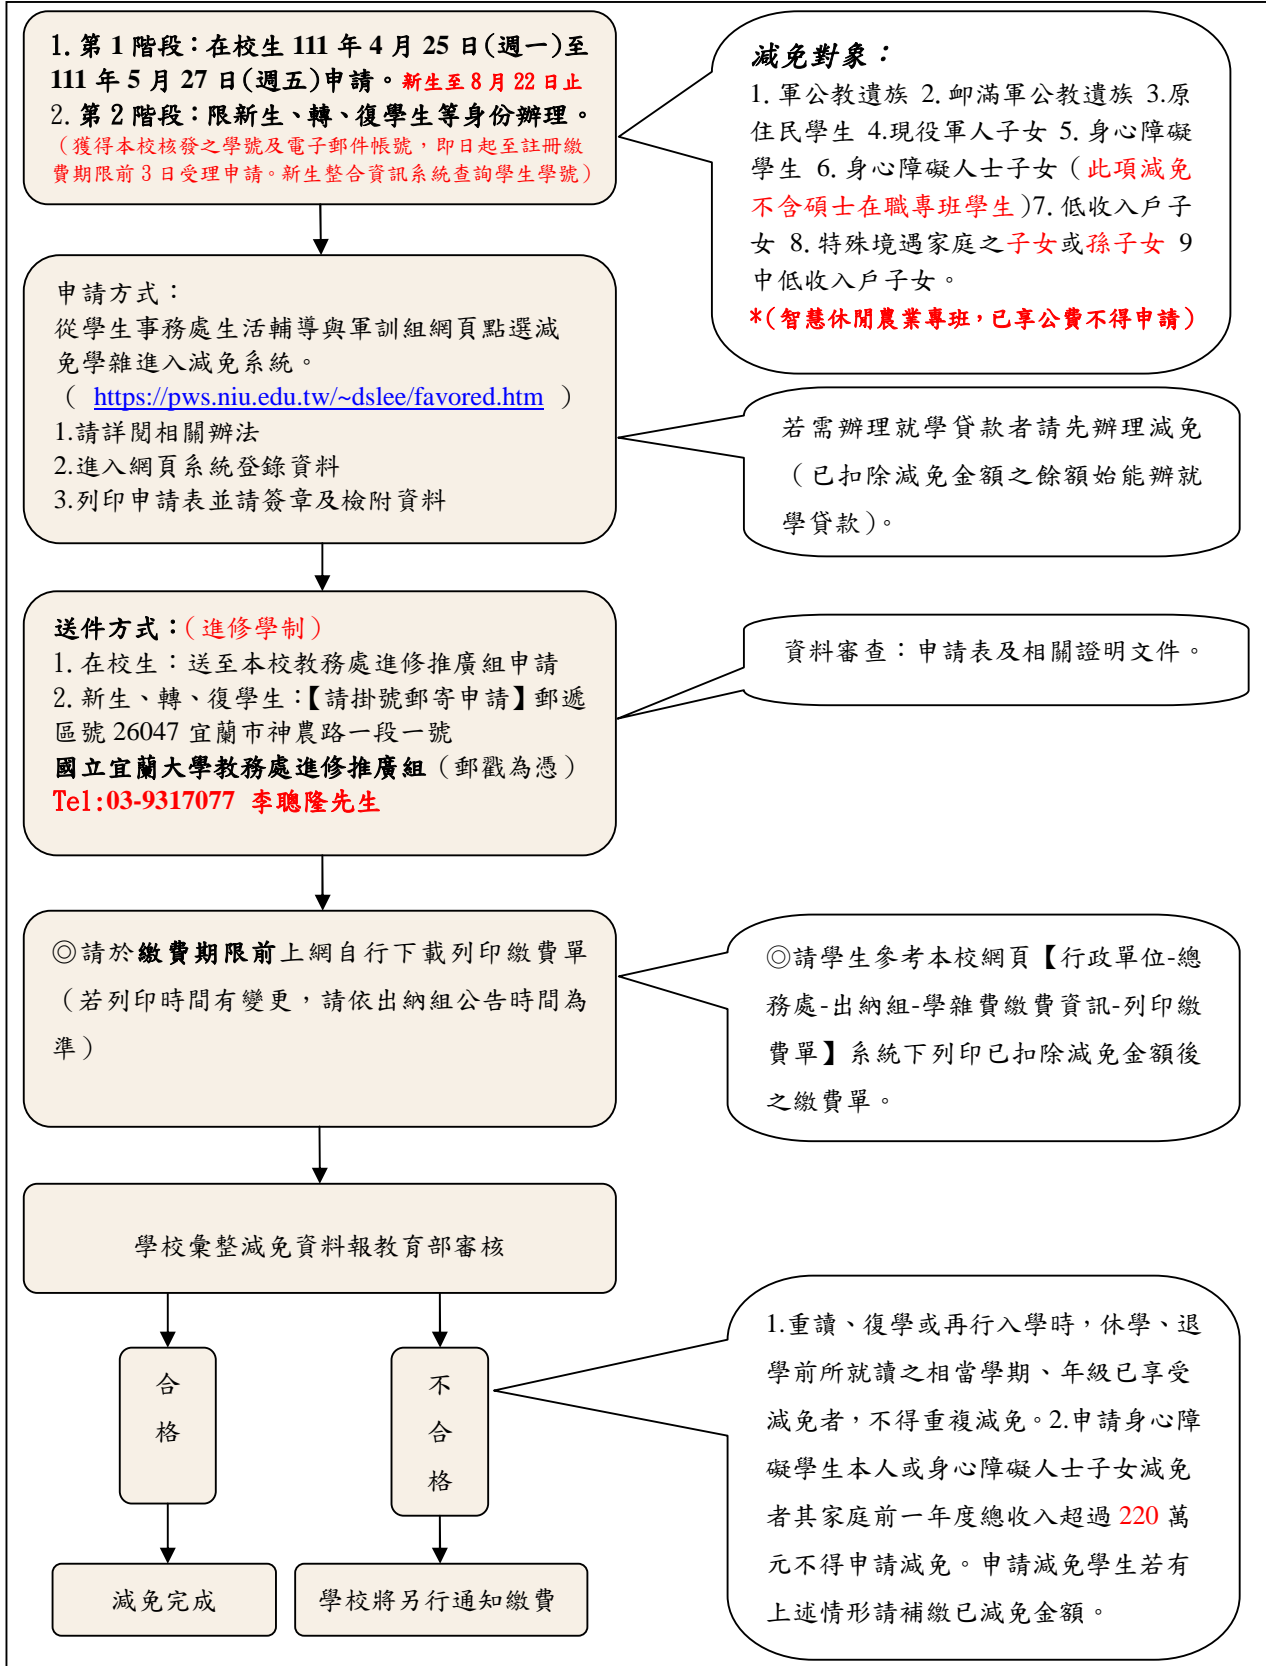 1. 第 1 階段：在校生 111 年 4 月 25 日(週一)至
111 年 5 月 27 日(週五)申請。新生至 8 月 22 日止
2. 第 2 階段：限新生、轉、復學生等身份辦理。
（獲得本校核發之學號及電子郵件帳號，即日起至註冊繳
費期限前 3 日受理申請。新生整合資訊系統查詢學生學號）
減免對象：
1. 軍公教遺族 2. 卹滿軍公教遺族 3.原
住民學生 4.現役軍人子女 5. 身心障礙
學生 6. 身心障礙人士子女（此項減免
不含碩士在職專班學生）7. 低收入戶子
女 8. 特殊境遇家庭之子女或孫子女 9
中低收入戶子女。
*(智慧休閒農業專班，已享公費不得申請)
申請方式：
從學生事務處生活輔導與軍訓組網頁點選減
免學雜進入減免系統。
（ https://pws.niu.edu.tw/~dslee/favored.htm ）
1.請詳閱相關辦法
2.進入網頁系統登錄資料
3.列印申請表並請簽章及檢附資料
若需辦理就學貸款者請先辦理減免
（已扣除減免金額之餘額始能辦就
學貸款）。
送件方式：（進修學制）
1. 在校生：送至本校教務處進修推廣組申請
2. 新生、轉、復學生：【請掛號郵寄申請】郵遞
區號 26047 宜蘭市神農路一段一號
國立宜蘭大學教務處進修推廣組（郵戳為憑）
Tel:03-9317077 李聰隆先生
資料審查：申請表及相關證明文件。
◎請於繳費期限前上網自行下載列印繳費單
（若列印時間有變更，請依出納組公告時間為
準）
◎請學生參考本校網頁【行政單位-總
務處-出納組-學雜費繳費資訊-列印繳
費單】系統下列印已扣除減免金額後
之繳費單。
學校彙整減免資料報教育部審核
合
格
不
合
格
1.重讀、復學或再行入學時，休學、退
學前所就讀之相當學期、年級已享受
減免者，不得重複減免。2.申請身心障
礙學生本人或身心障礙人士子女減免
者其家庭前一年度總收入超過 220 萬
元不得申請減免。申請減免學生若有
上述情形請補繳已減免金額。
減免完成
學校將另行通知繳費